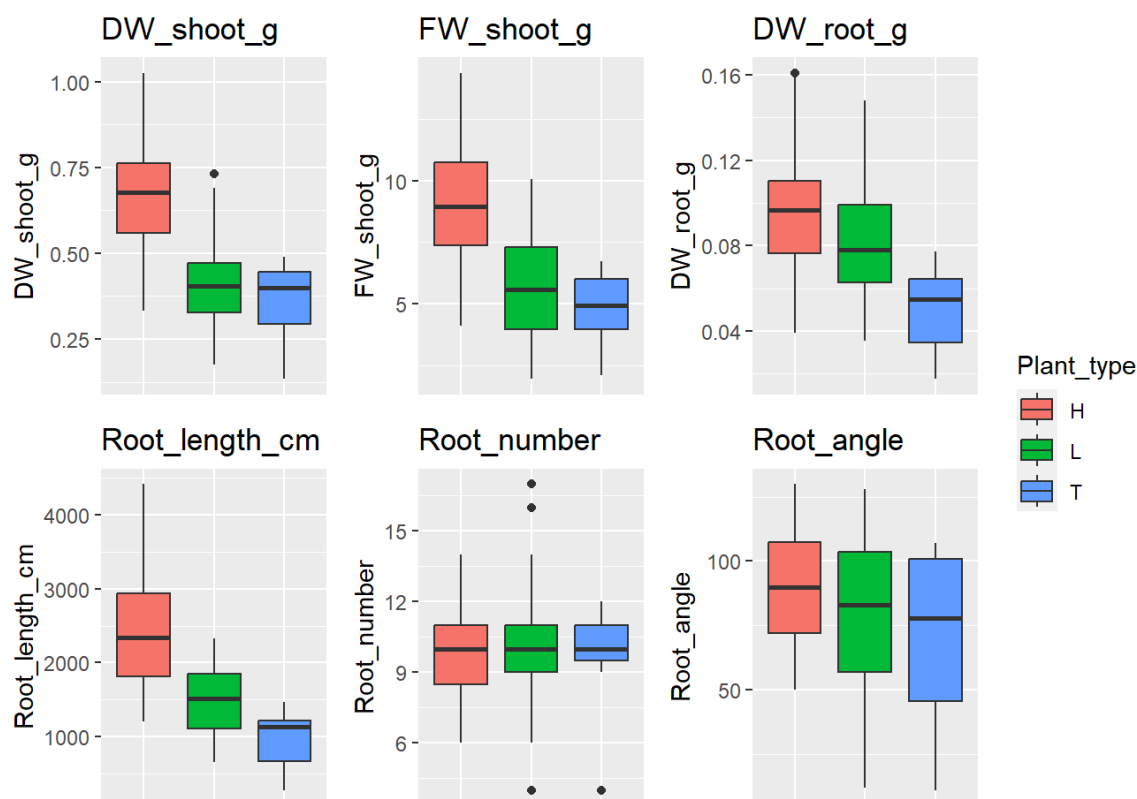 DW_shoot_g
FW_shoot_g
DW_root_g
DW_shoot_g
1.00
0.75
0.50
0.25
FW_shoot_g
10
5
DW_root_g
0.16
0.12
0.08
0.04
Plant_type
H
L
T
Root_length_cm
Root_number
Root_angle
Root_length_cm
4000
3000
2000
1000
Root_number
15
12
9
6
Root_angle
100
50